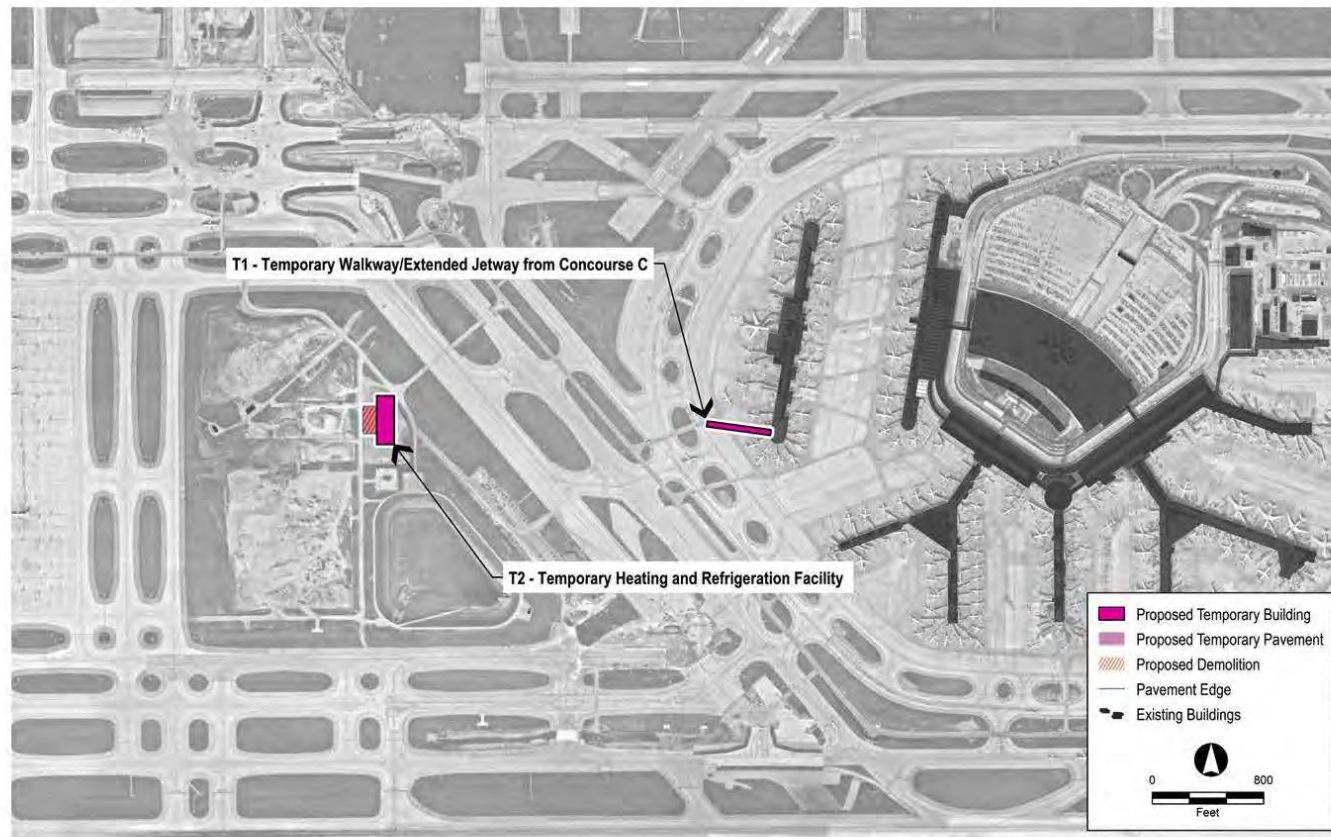 T1 - Temporary Walkway/Extended Jetway from Concourse C
T2 - Temporary Heating and Refrigeration Facility
Proposed Temporary Building
Proposed Temporary Pavement
Proposed Demolition
Pavement Edge
Existing Buildings
0 800
Feet